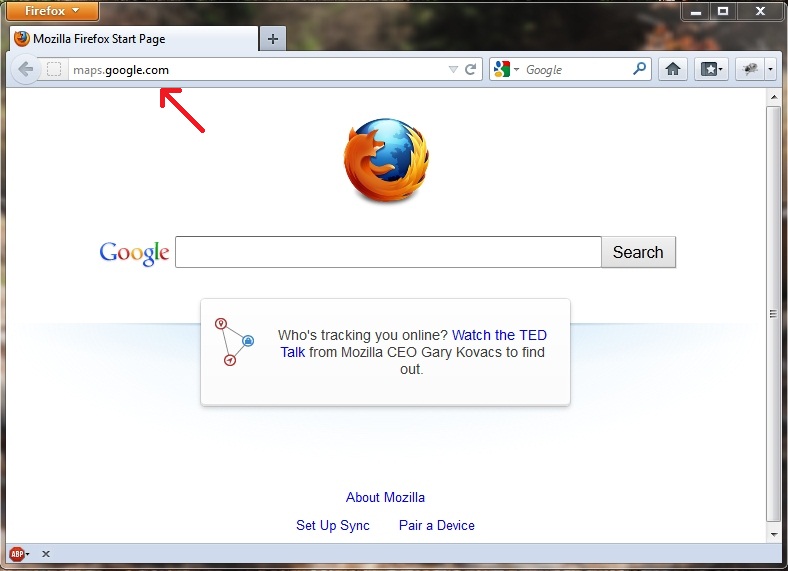 Firefox
Mozilla Firefox Start Page
maps.google.com
Google
Google
Search
Who's tracking you online? Watch the TED
Talk from Mozilla CEO Gary Kovacs to find
out.
About Mozilla
Set Up Sync Pair a Device
ABP